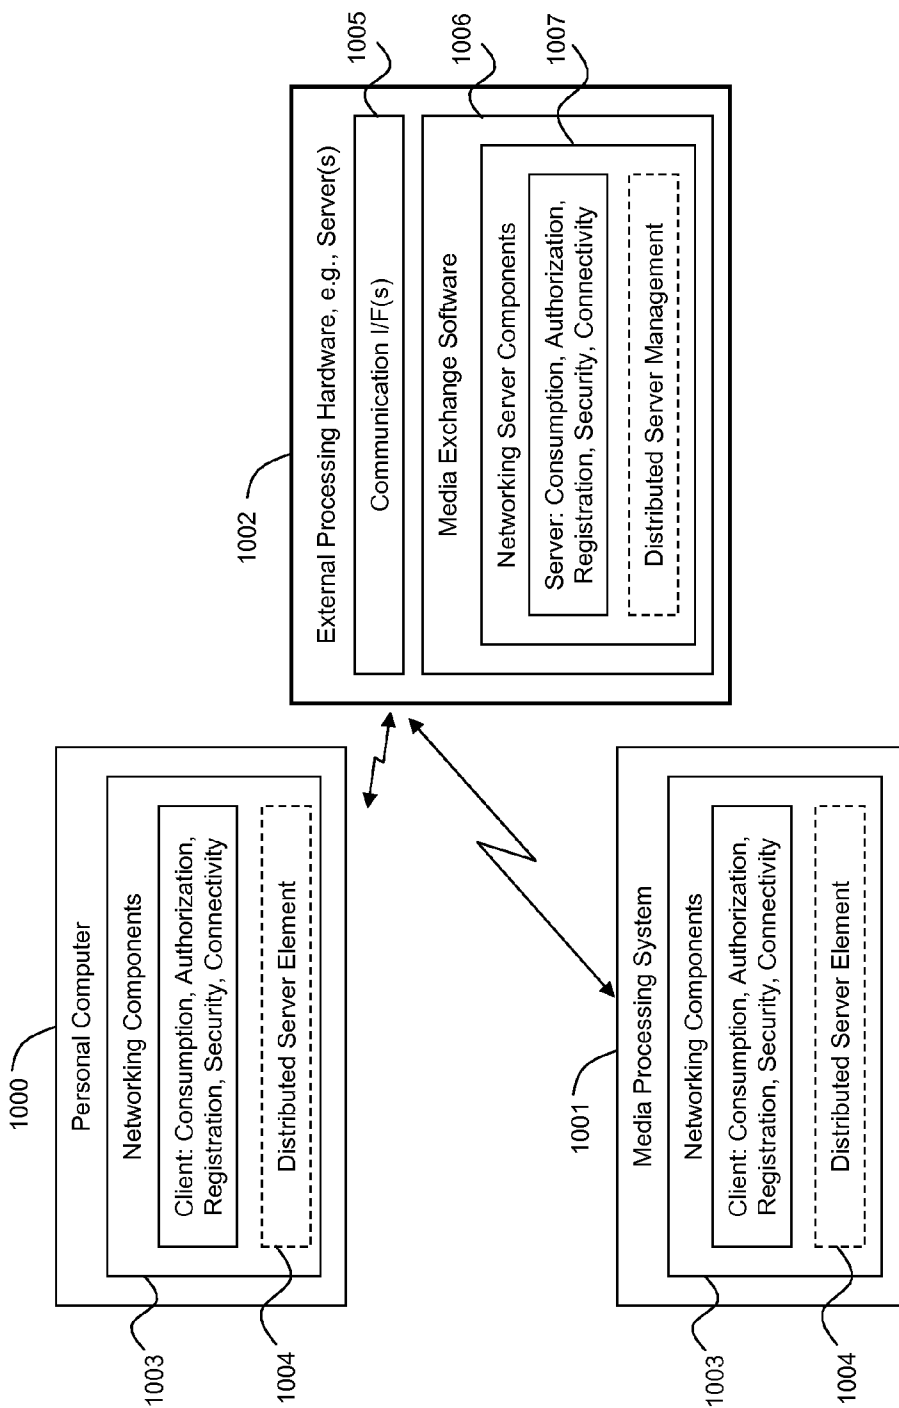 1000
Personal Computer
Networking Components
Client: Consumption, Authorization,
Registration, Security, Connectivity
Distributed Server Element
1003
1004
1002
External Processing Hardware, e.g., Server(s)
Communication I/F(s)
Media Exchange Software
Networking Server Components
Server: Consumption, Authorization,
Registration, Security, Connectivity
Distributed Server Management
1005
1006
1007
1001
Media Processing System
Networking Components
Client: Consumption, Authorization,
Registration, Security, Connectivity
Distributed Server Element
1003
1004